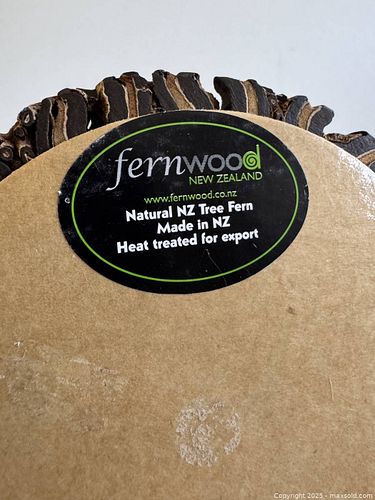 fernwood
NEW ZEALAND
www.fernwood.co.nz
Natural NZ Tree Fern
Made in NZ
Heat treated for export
Copyright 2025 - maxsold.com